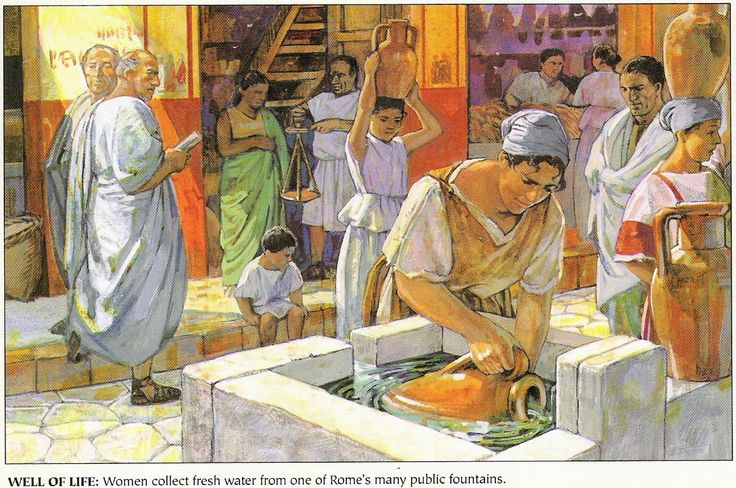 WELL OF LIFE: Women collect fresh water from one of Rome's many public fountains.